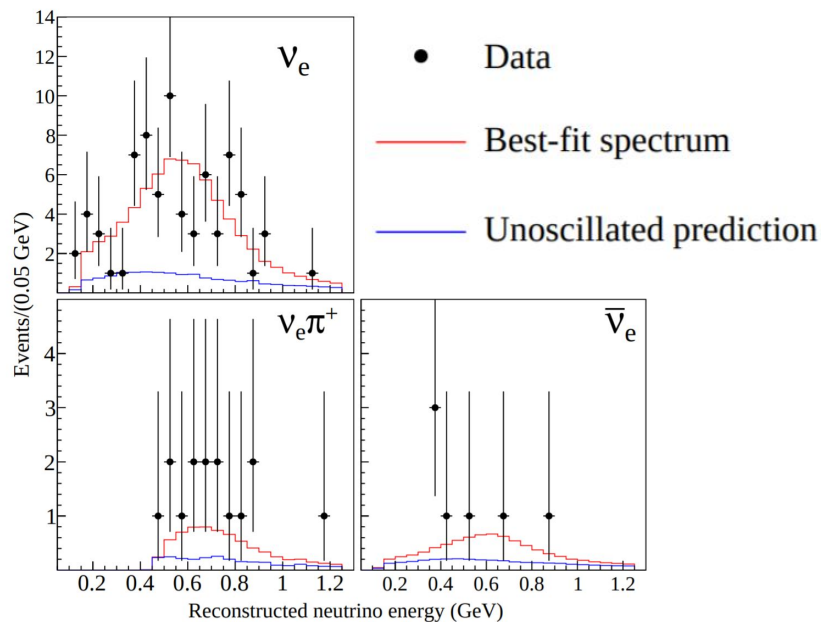 14
12
10
8
6
4
2
νₑ
Data
Best-fit spectrum
Unoscillated prediction
Events/(0.05 GeV)
4
3
2
1
νₑπ⁺
ν̅ₑ
0.2 0.4 0.6 0.8 1 1.2
0.2 0.4 0.6 0.8 1 1.2
Reconstructed neutrino energy (GeV)